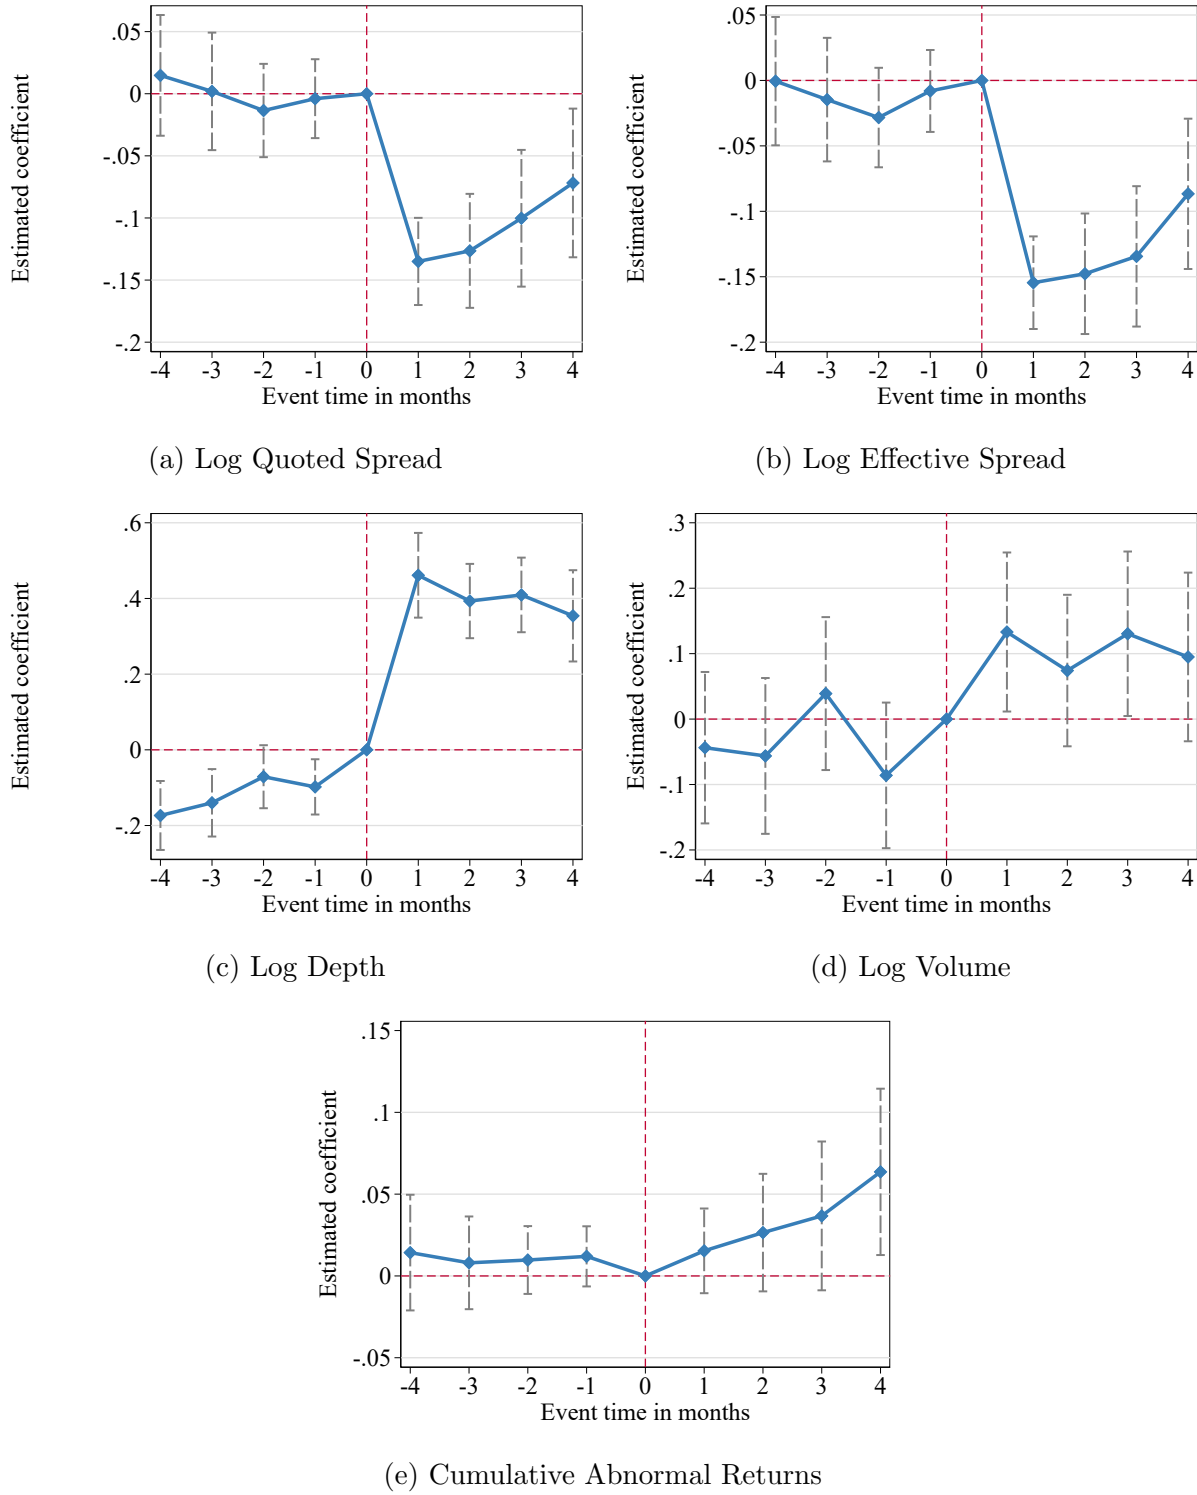 .05
0
-.05
-.1
-.15
-.2
Estimated coefficient
-4 -3 -2 -1 0 1 2 3 4
Event time in months
(a) Log Quoted Spread
.05
0
-.05
-.1
-.15
-.2
Estimated coefficient
-4 -3 -2 -1 0 1 2 3 4
Event time in months
(b) Log Effective Spread
.6
.4
.2
0
-.2
Estimated coefficient
-4 -3 -2 -1 0 1 2 3 4
Event time in months
(c) Log Depth
.3
.2
.1
0
-.1
-.2
Estimated coefficient
-4 -3 -2 -1 0 1 2 3 4
Event time in months
(d) Log Volume
.15
.1
.05
0
-.05
Estimated coefficient
-4 -3 -2 -1 0 1 2 3 4
Event time in months
(e) Cumulative Abnormal Returns